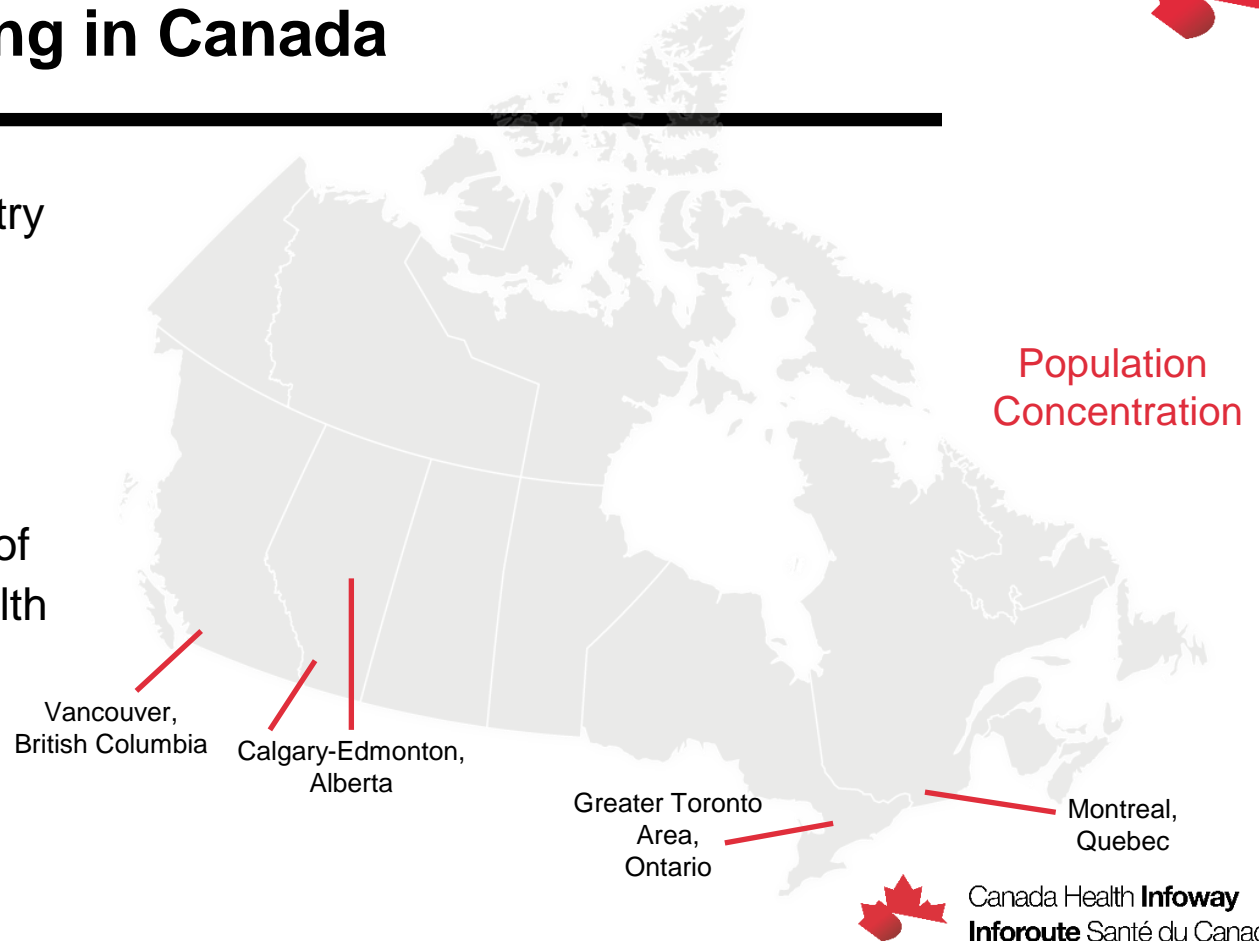 ng in Canada
try
of
lth
Population
Concentration
Vancouver,
British Columbia
Calgary-Edmonton,
Alberta
Greater Toronto
Area,
Ontario
Montreal,
Quebec
Canada Health Infoway
Inforoute Santé du Canad